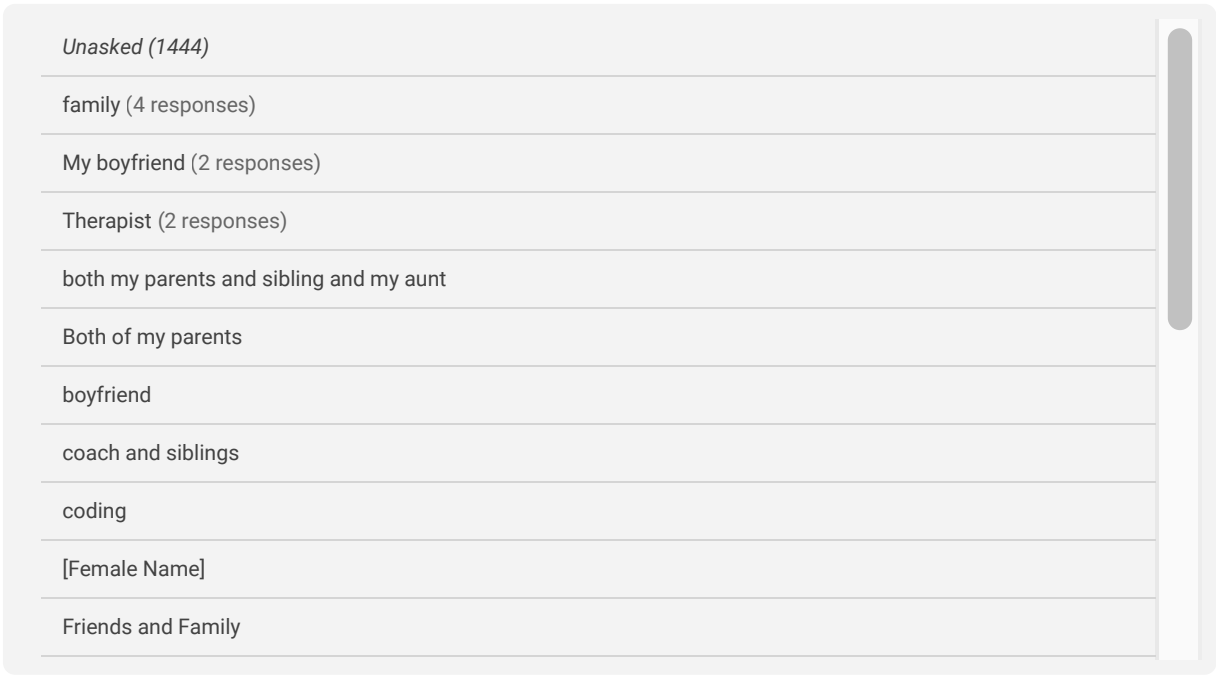 Unasked (1444)
family (4 responses)
My boyfriend (2 responses)
Therapist (2 responses)
both my parents and sibling and my aunt
Both of my parents
boyfriend
coach and siblings
coding
[Female Name]
Friends and Family